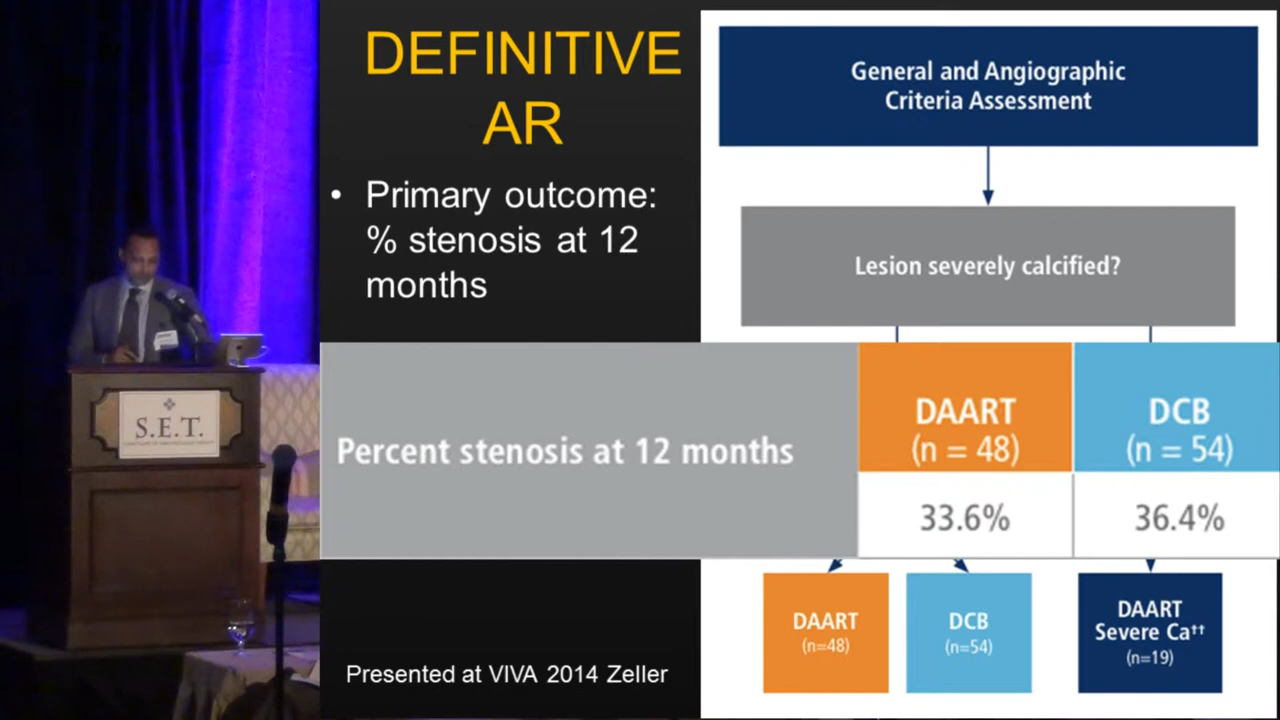 DEFINITIVE
AR
• Primary outcome:
% stenosis at 12
months
General and Angiographic
Criteria Assessment
Lesion severely calcified?
Percent stenosis at 12 months
DAART
(n = 48)
DCB
(n = 54)
33.6%
36.4%
DAART
(n=48)
DCB
(n=54)
DAART
Severe Ca††
(n=19)
Presented at VIVA 2014 Zeller
S.E.T.